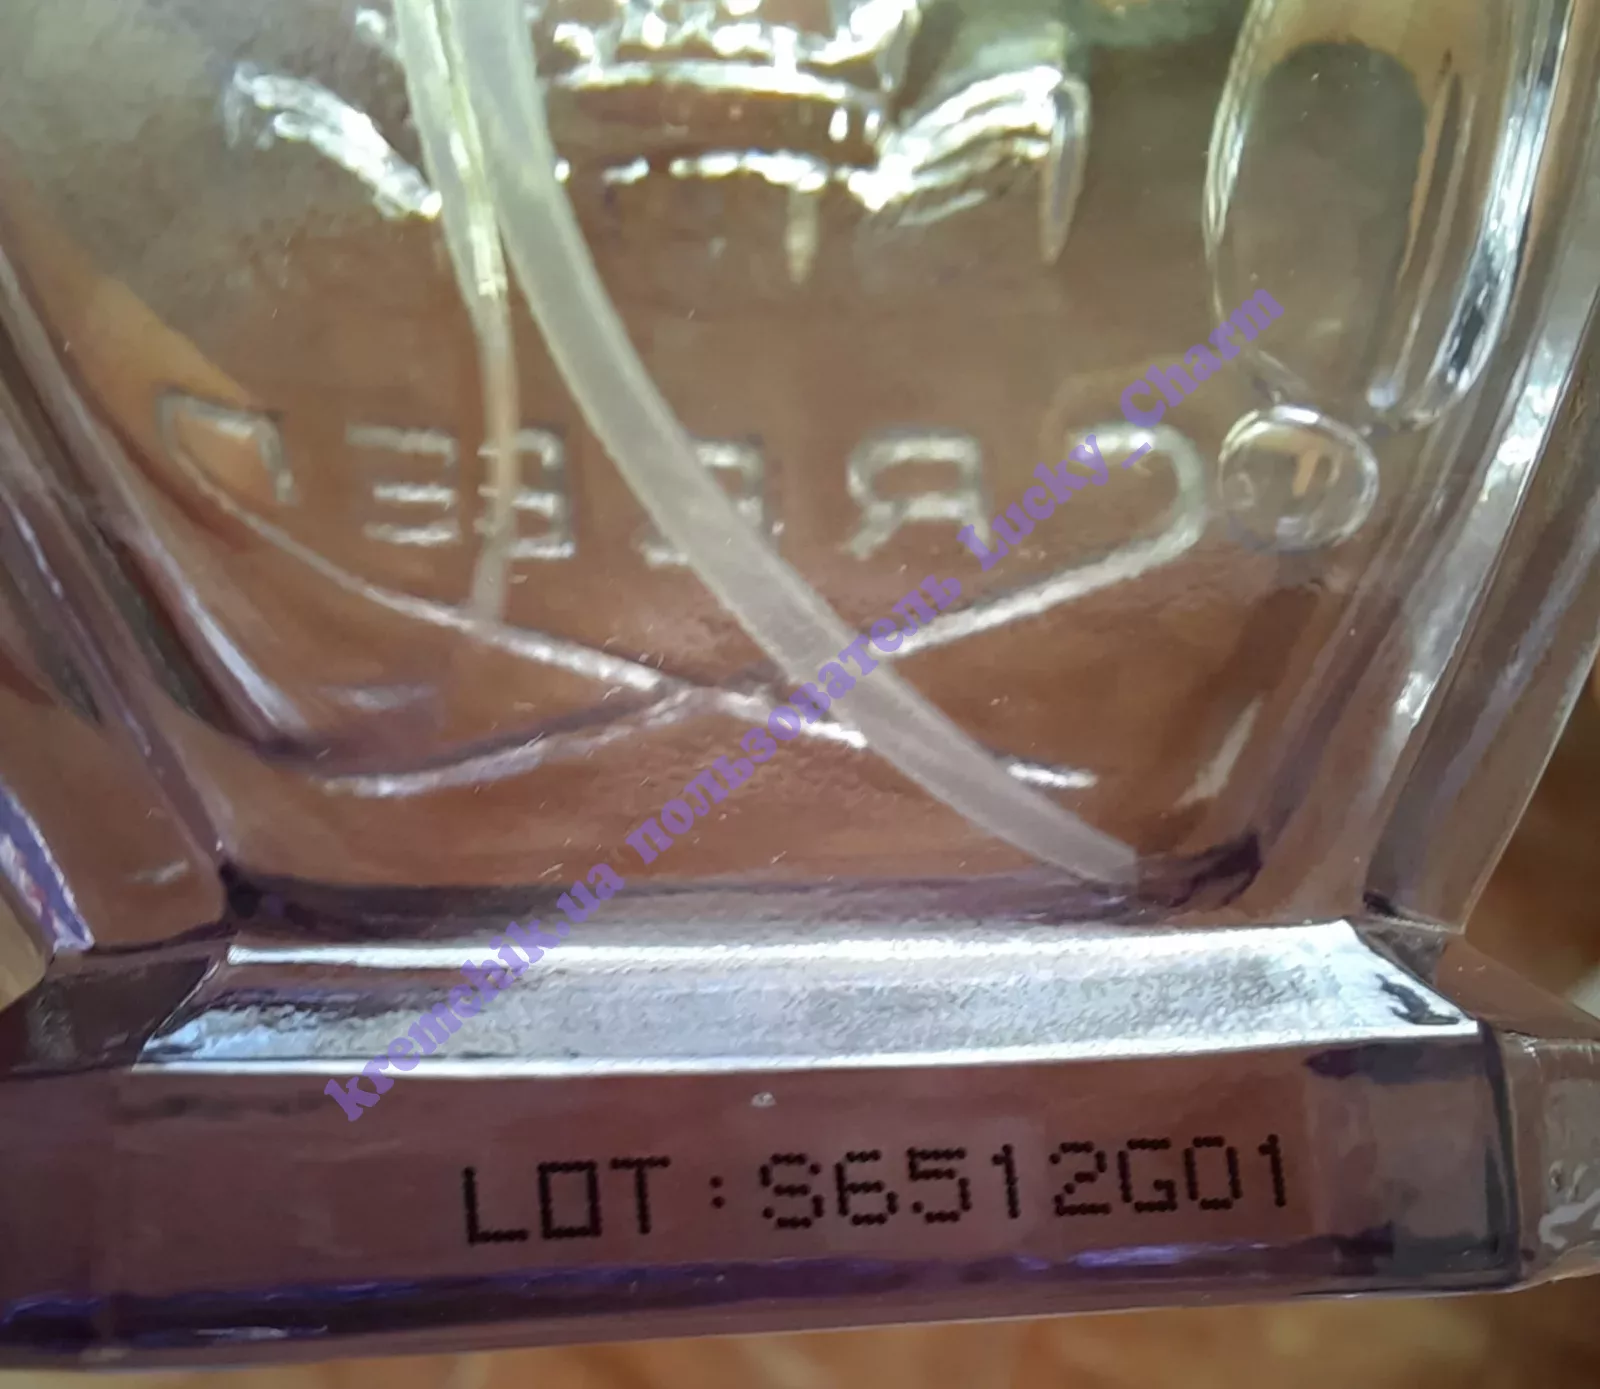 CREED
kremchik.ua пользователь Lucky_Charm
LOT:S6512G01